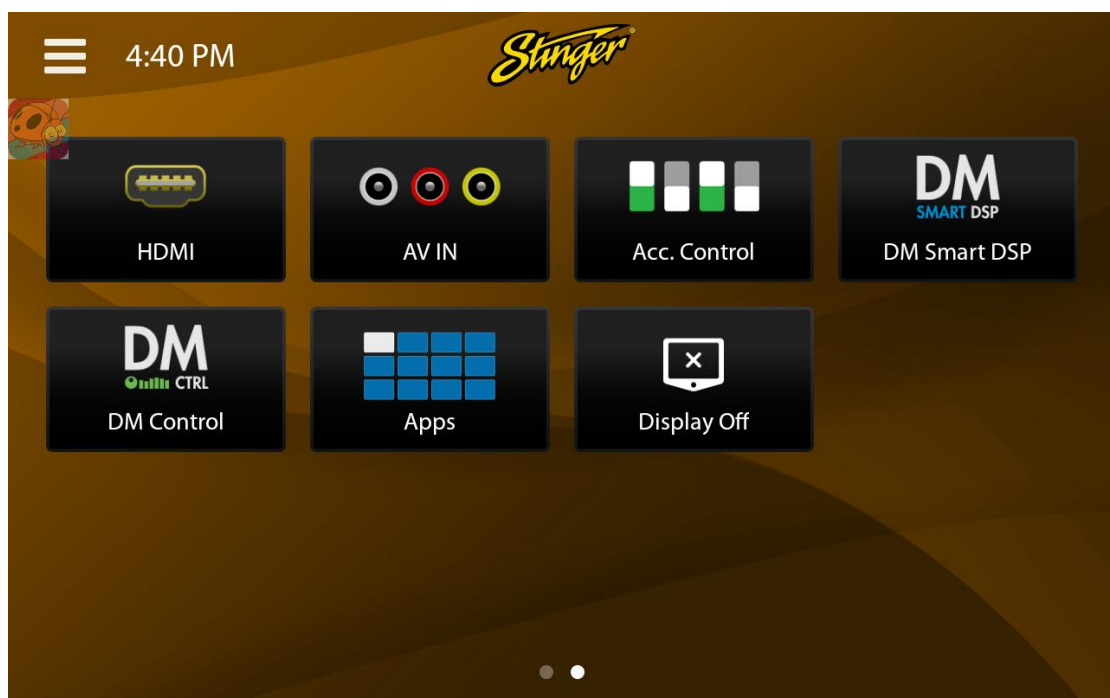 4:40 PM
Stinger
HDMI
AV IN
Acc. Control
DM
SMART DSP
DM Smart DSP
DM
CTRL
DM Control
Apps
Display Off